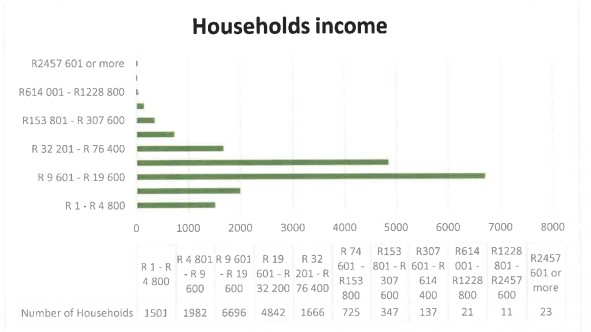 Households income
R2457 601 or more
R614 001 - R1228 800
R153 801 - R 307 600
R 32 201 - R 76 400
R 9 601 - R 19 600
R 1 - R 4 800
0 1000 2000 3000 4000 5000 6000 7000 8000
R 1 - R 4 801 R 9 601 R 19 R 32 R 74 R153 R307 R614 R1228 R2457
4 800 - R 9 - R 19 601 - R 201 - R 601 - 801 - R 601 - R 001 - 801 - 601 or
600 600 32 200 76 400 R153 307 614 R1228 R2457 more
800 600 400 800 600
Number of Households 1501 1982 6696 4842 1666 725 347 137 21 11 23